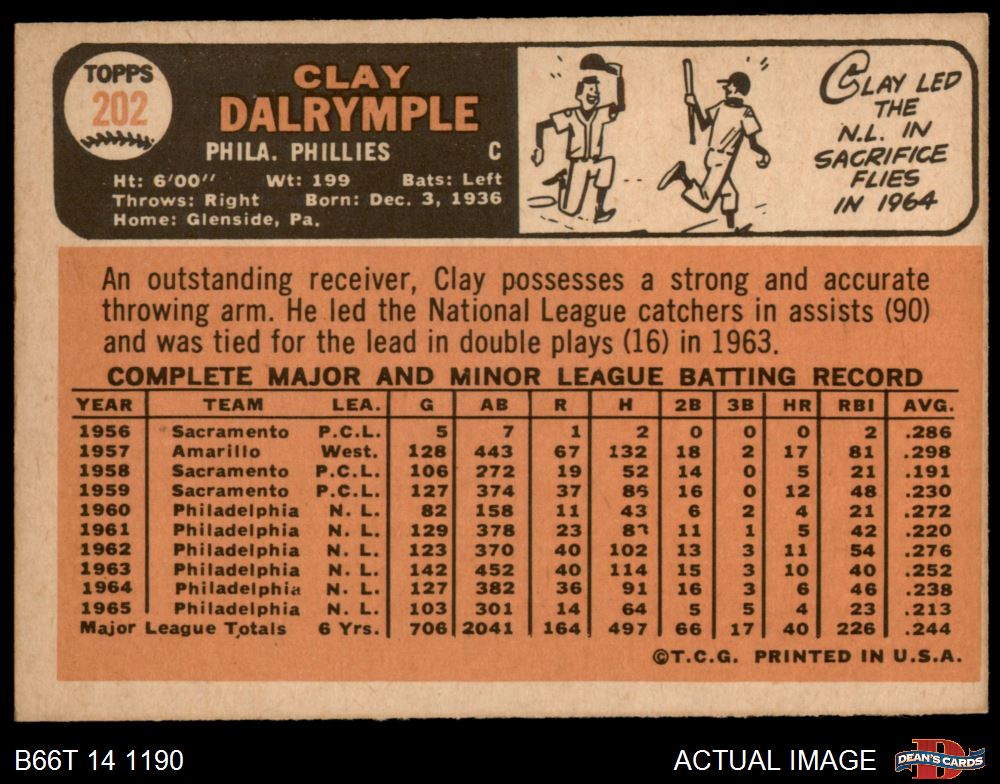 TOPPS
202
CLAY
DALRYMPLE
PHILA. PHILLIES C
Ht: 6'00" Wt: 199 Bats: Left
Throws: Right Born: Dec. 3, 1936
Home: Glenside, Pa.
CLAY LED
THE
N.L. IN
SACRIFICE
FLIES
IN 1964
An outstanding receiver, Clay possesses a strong and accurate
throwing arm. He led the National League catchers in assists (90)
and was tied for the lead in double plays (16) in 1963.
COMPLETE MAJOR AND MINOR LEAGUE BATTING RECORD
YEAR TEAM LEA. G AB R H 2B 3B HR RBI AVG.
1956 Sacramento P.C.L. 5 7 1 2 0 0 0 2 .286
1957 Amarillo West. 128 443 67 132 18 2 17 81 .298
1958 Sacramento P.C.L. 106 272 19 52 14 0 5 21 .191
1959 Sacramento P.C.L. 127 374 37 86 16 0 12 48 .230
1960 Philadelphia N. L. 82 158 11 43 6 2 4 21 .272
1961 Philadelphia N. L. 129 378 23 83 11 1 5 42 .220
1962 Philadelphia N. L. 123 370 40 102 13 3 11 54 .276
1963 Philadelphia N. L. 142 452 40 114 15 3 10 40 .252
1964 Philadelphia N. L. 127 382 36 91 16 3 6 46 .238
1965 Philadelphia N. L. 103 301 14 64 5 5 4 23 .213
Major League Totals 6 Yrs. 706 2041 164 497 66 17 40 226 .244
©T.C.G. PRINTED IN U.S.A.
B66T 14 1190 ACTUAL IMAGE
D
DEAN'S CARDS